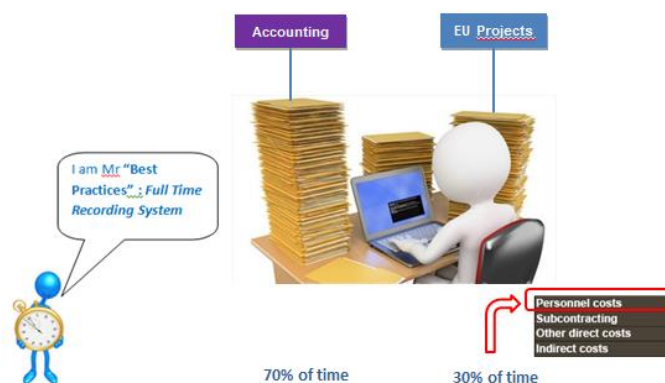 Accounting
EU Projects
I am Mr "Best
Practices" : Full Time
Recording System
Personnel costs
Subcontracting
Other direct costs
Indirect costs
70% of time
30% of time